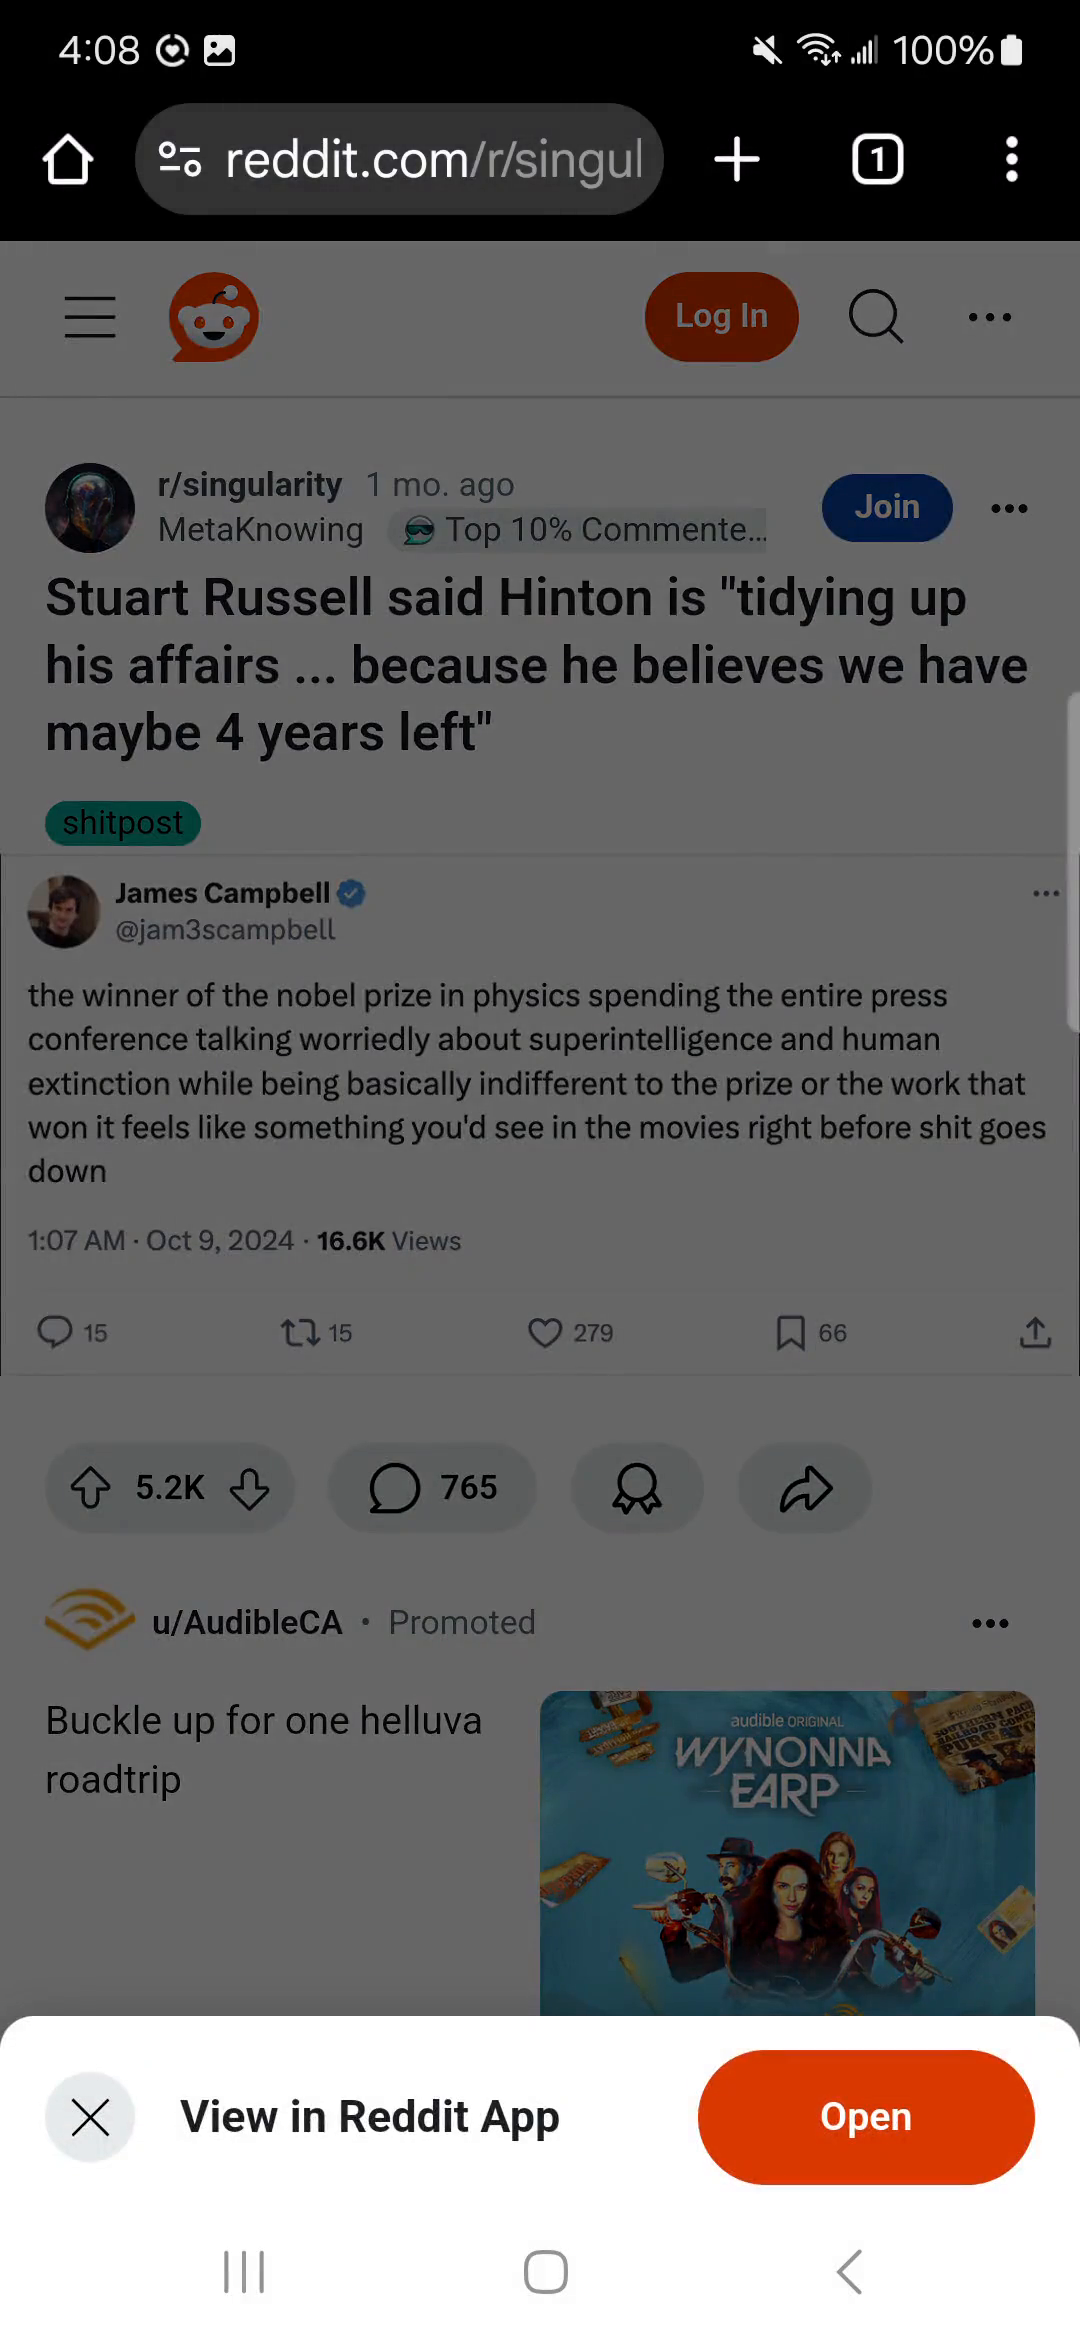 4:08
100%
reddit.com/r/singul
1
Log In
r/singularity 1 mo. ago
MetaKnowing Top 10% Commente...
Join
Stuart Russell said Hinton is "tidying up
his affairs ... because he believes we have
maybe 4 years left"
shitpost
James Campbell
@jam3scampbell
the winner of the nobel prize in physics spending the entire press
conference talking worriedly about superintelligence and human
extinction while being basically indifferent to the prize or the work that
won it feels like something you'd see in the movies right before shit goes
down
1:07 AM · Oct 9, 2024 · 16.6K Views
15 15 279 66
5.2K 765
u/AudibleCA • Promoted
Buckle up for one helluva
roadtrip
audible ORIGINAL
WYNONNA
EARP
View in Reddit App
Open